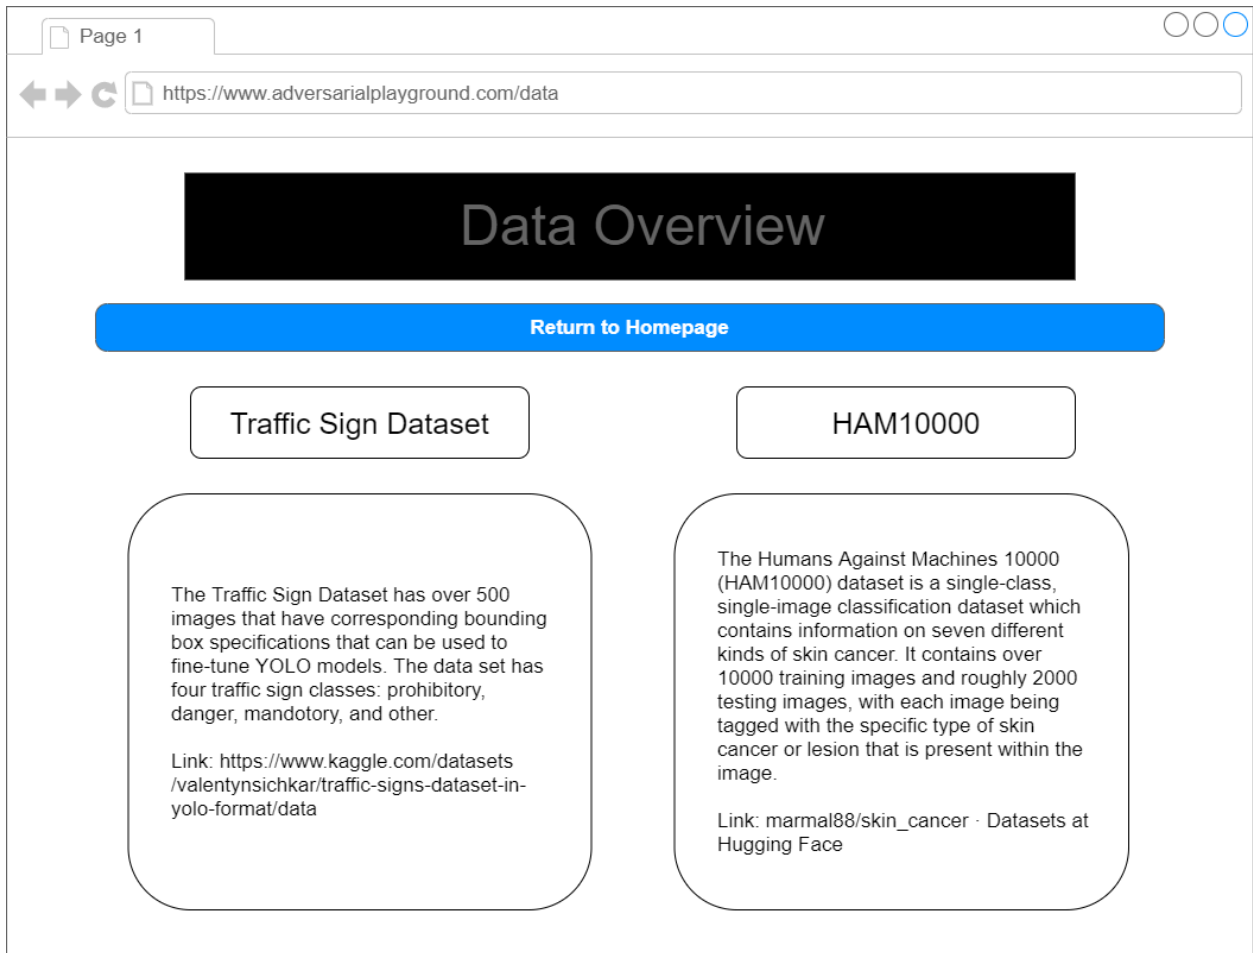 Page 1
https://www.adversarialplayground.com/data
Data Overview
Return to Homepage
Traffic Sign Dataset
HAM10000
The Traffic Sign Dataset has over 500
images that have corresponding bounding
box specifications that can be used to
fine-tune YOLO models. The data set has
four traffic sign classes: prohibitory,
danger, mandotory, and other.
Link: https://www.kaggle.com/datasets
/valentynsichkar/traffic-signs-dataset-in-
yolo-format/data
The Humans Against Machines 10000
(HAM10000) dataset is a single-class,
single-image classification dataset which
contains information on seven different
kinds of skin cancer. It contains over
10000 training images and roughly 2000
testing images, with each image being
tagged with the specific type of skin
cancer or lesion that is present within the
image.
Link: marmal88/skin_cancer · Datasets at
Hugging Face